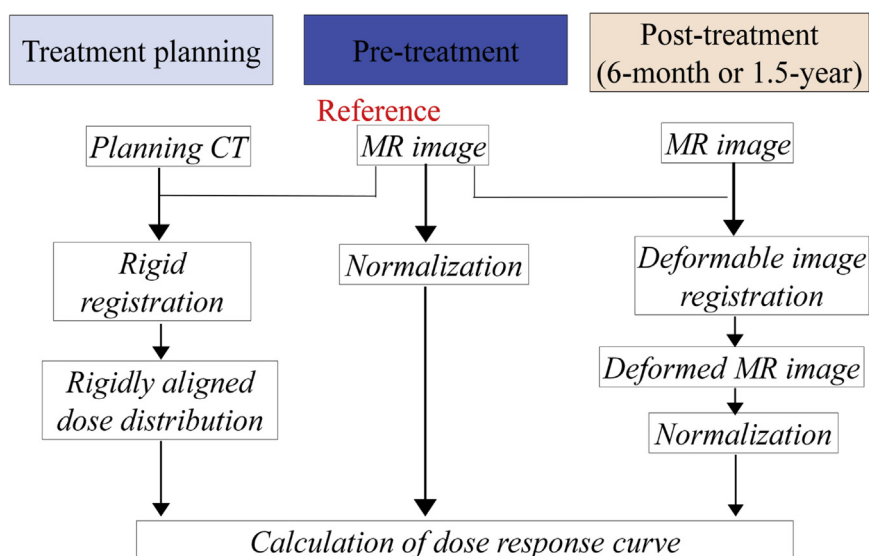 Treatment planning
Pre-treatment
Post-treatment
(6-month or 1.5-year)
Reference
Planning CT
MR image
MR image
Rigid
registration
Normalization
Deformable image
registration
Rigidly aligned
dose distribution
Deformed MR image
Normalization
Calculation of dose response curve